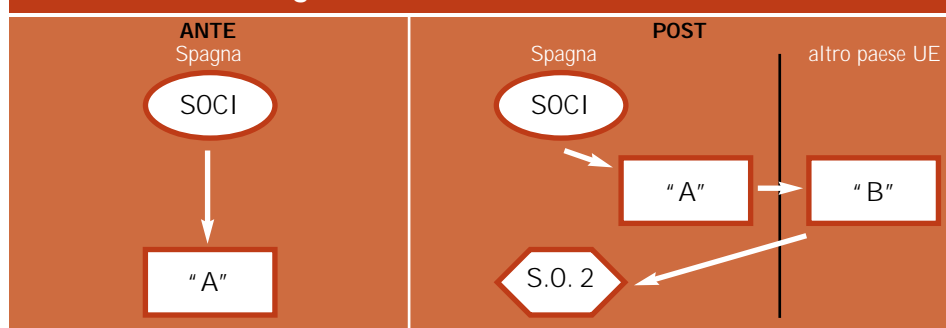 ANTE
Spagna
SOCI
“A”
POST
Spagna
altro paese UE
SOCI
“A”
“B”
S.O. 2